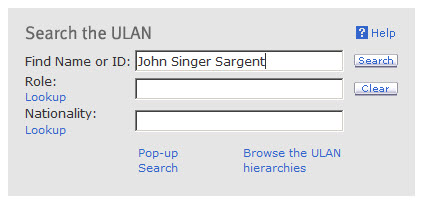 Search the ULAN
? Help
Find Name or ID: John Singer Sargent Search
Role:
Lookup
Clear
Nationality:
Lookup
Pop-up
Search
Browse the ULAN
hierarchies